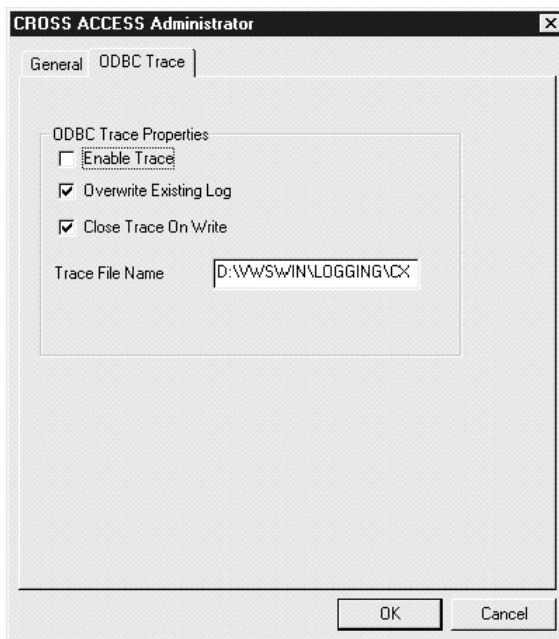 CROSS ACCESS Administrator
General ODBC Trace
ODBC Trace Properties
Enable Trace
Overwrite Existing Log
Close Trace On Write
Trace File Name D:\VWSWIN\LOGGING\CX
OK Cancel